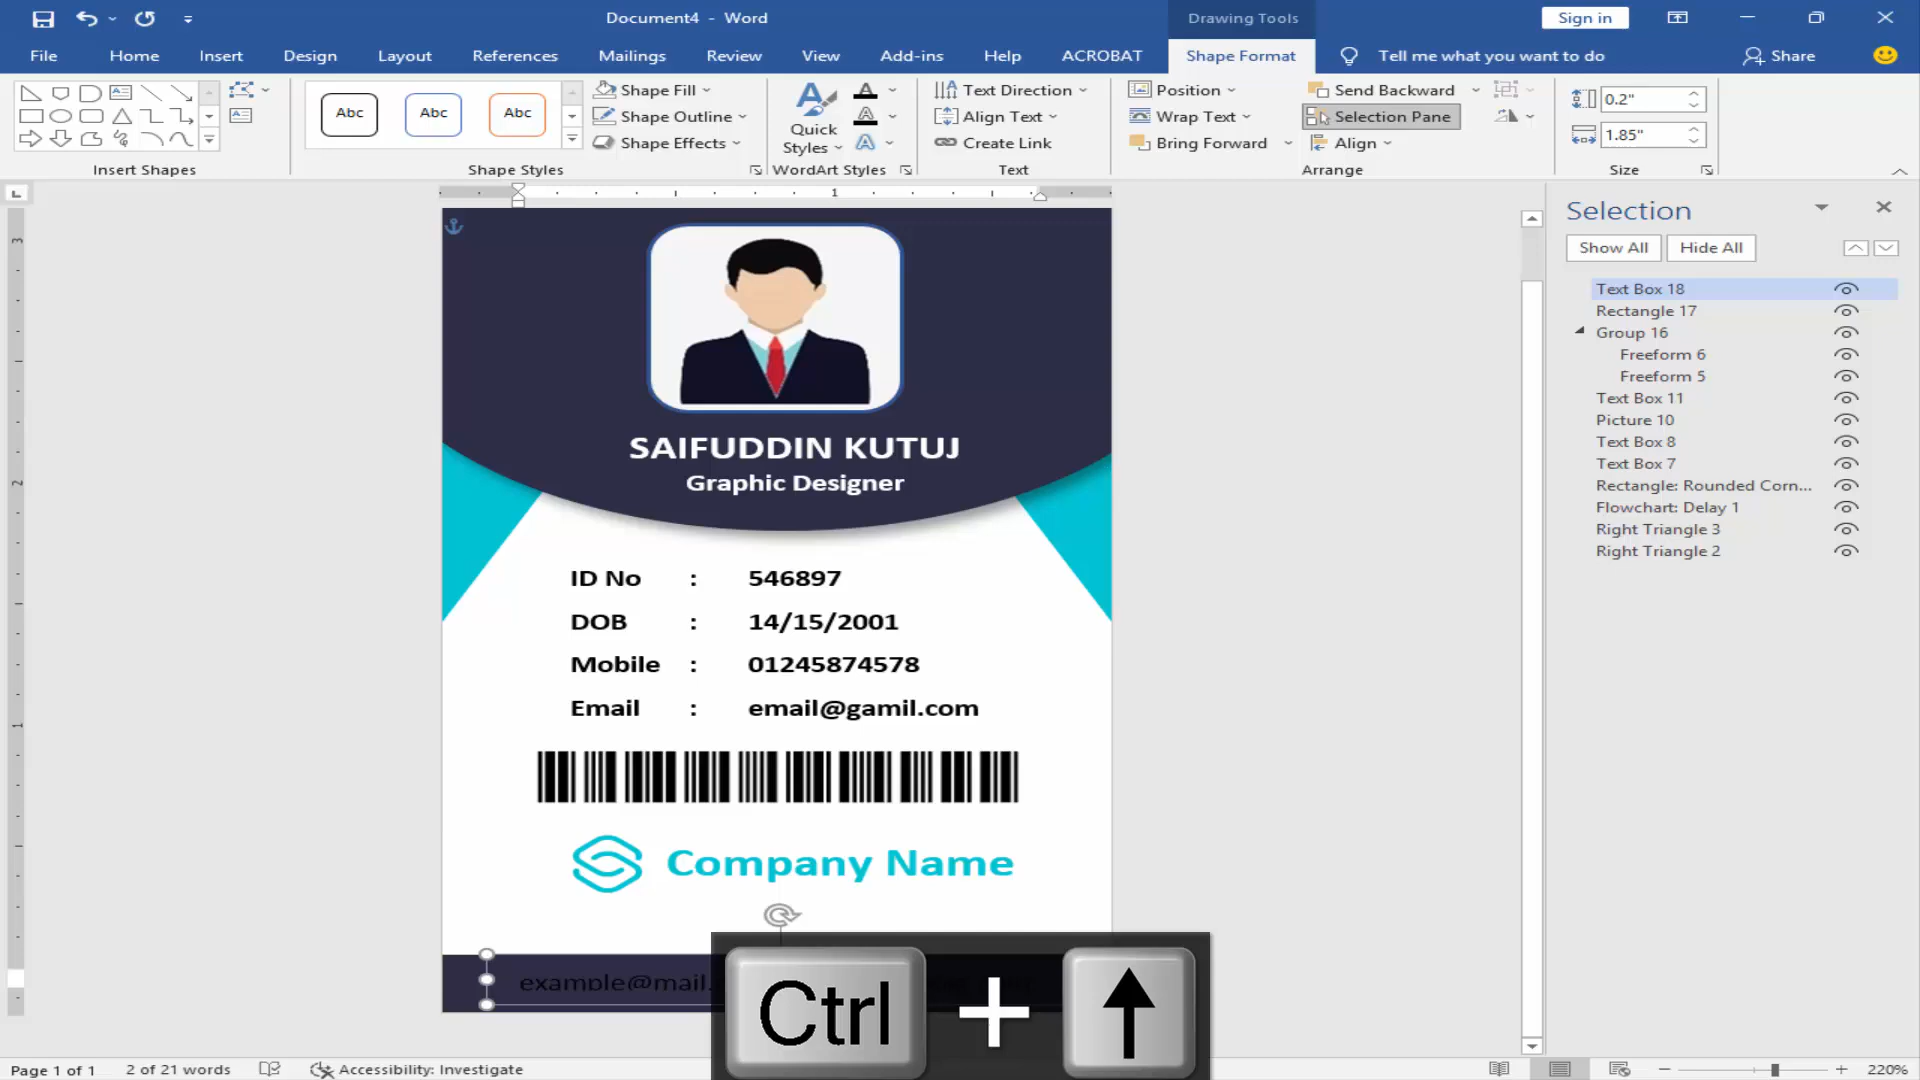 Document4 - Word
Drawing Tools
Sign in
File Home Insert Design Layout References Mailings Review View Add-ins Help ACROBAT Shape Format Tell me what you want to do Share
Abc Abc Abc
Shape Fill
Shape Outline
Shape Effects
Quick
Styles
Text Direction
Align Text
Create Link
Position
Wrap Text
Bring Forward
Send Backward
Selection Pane
Align
0.2"
1.85"
Insert Shapes Shape Styles WordArt Styles Text Arrange Size
1
3
2
1
SAIFUDDIN KUTUJ
Graphic Designer
ID No : 546897
DOB : 14/15/2001
Mobile : 01245874578
Email : email@gamil.com
Company Name
example@mail.
Ctrl + ↑
Selection
Show All Hide All
Text Box 18
Rectangle 17
Group 16
Freeform 6
Freeform 5
Text Box 11
Picture 10
Text Box 8
Text Box 7
Rectangle: Rounded Corn...
Flowchart: Delay 1
Right Triangle 3
Right Triangle 2
Page 1 of 1 2 of 21 words Accessibility: Investigate 220%